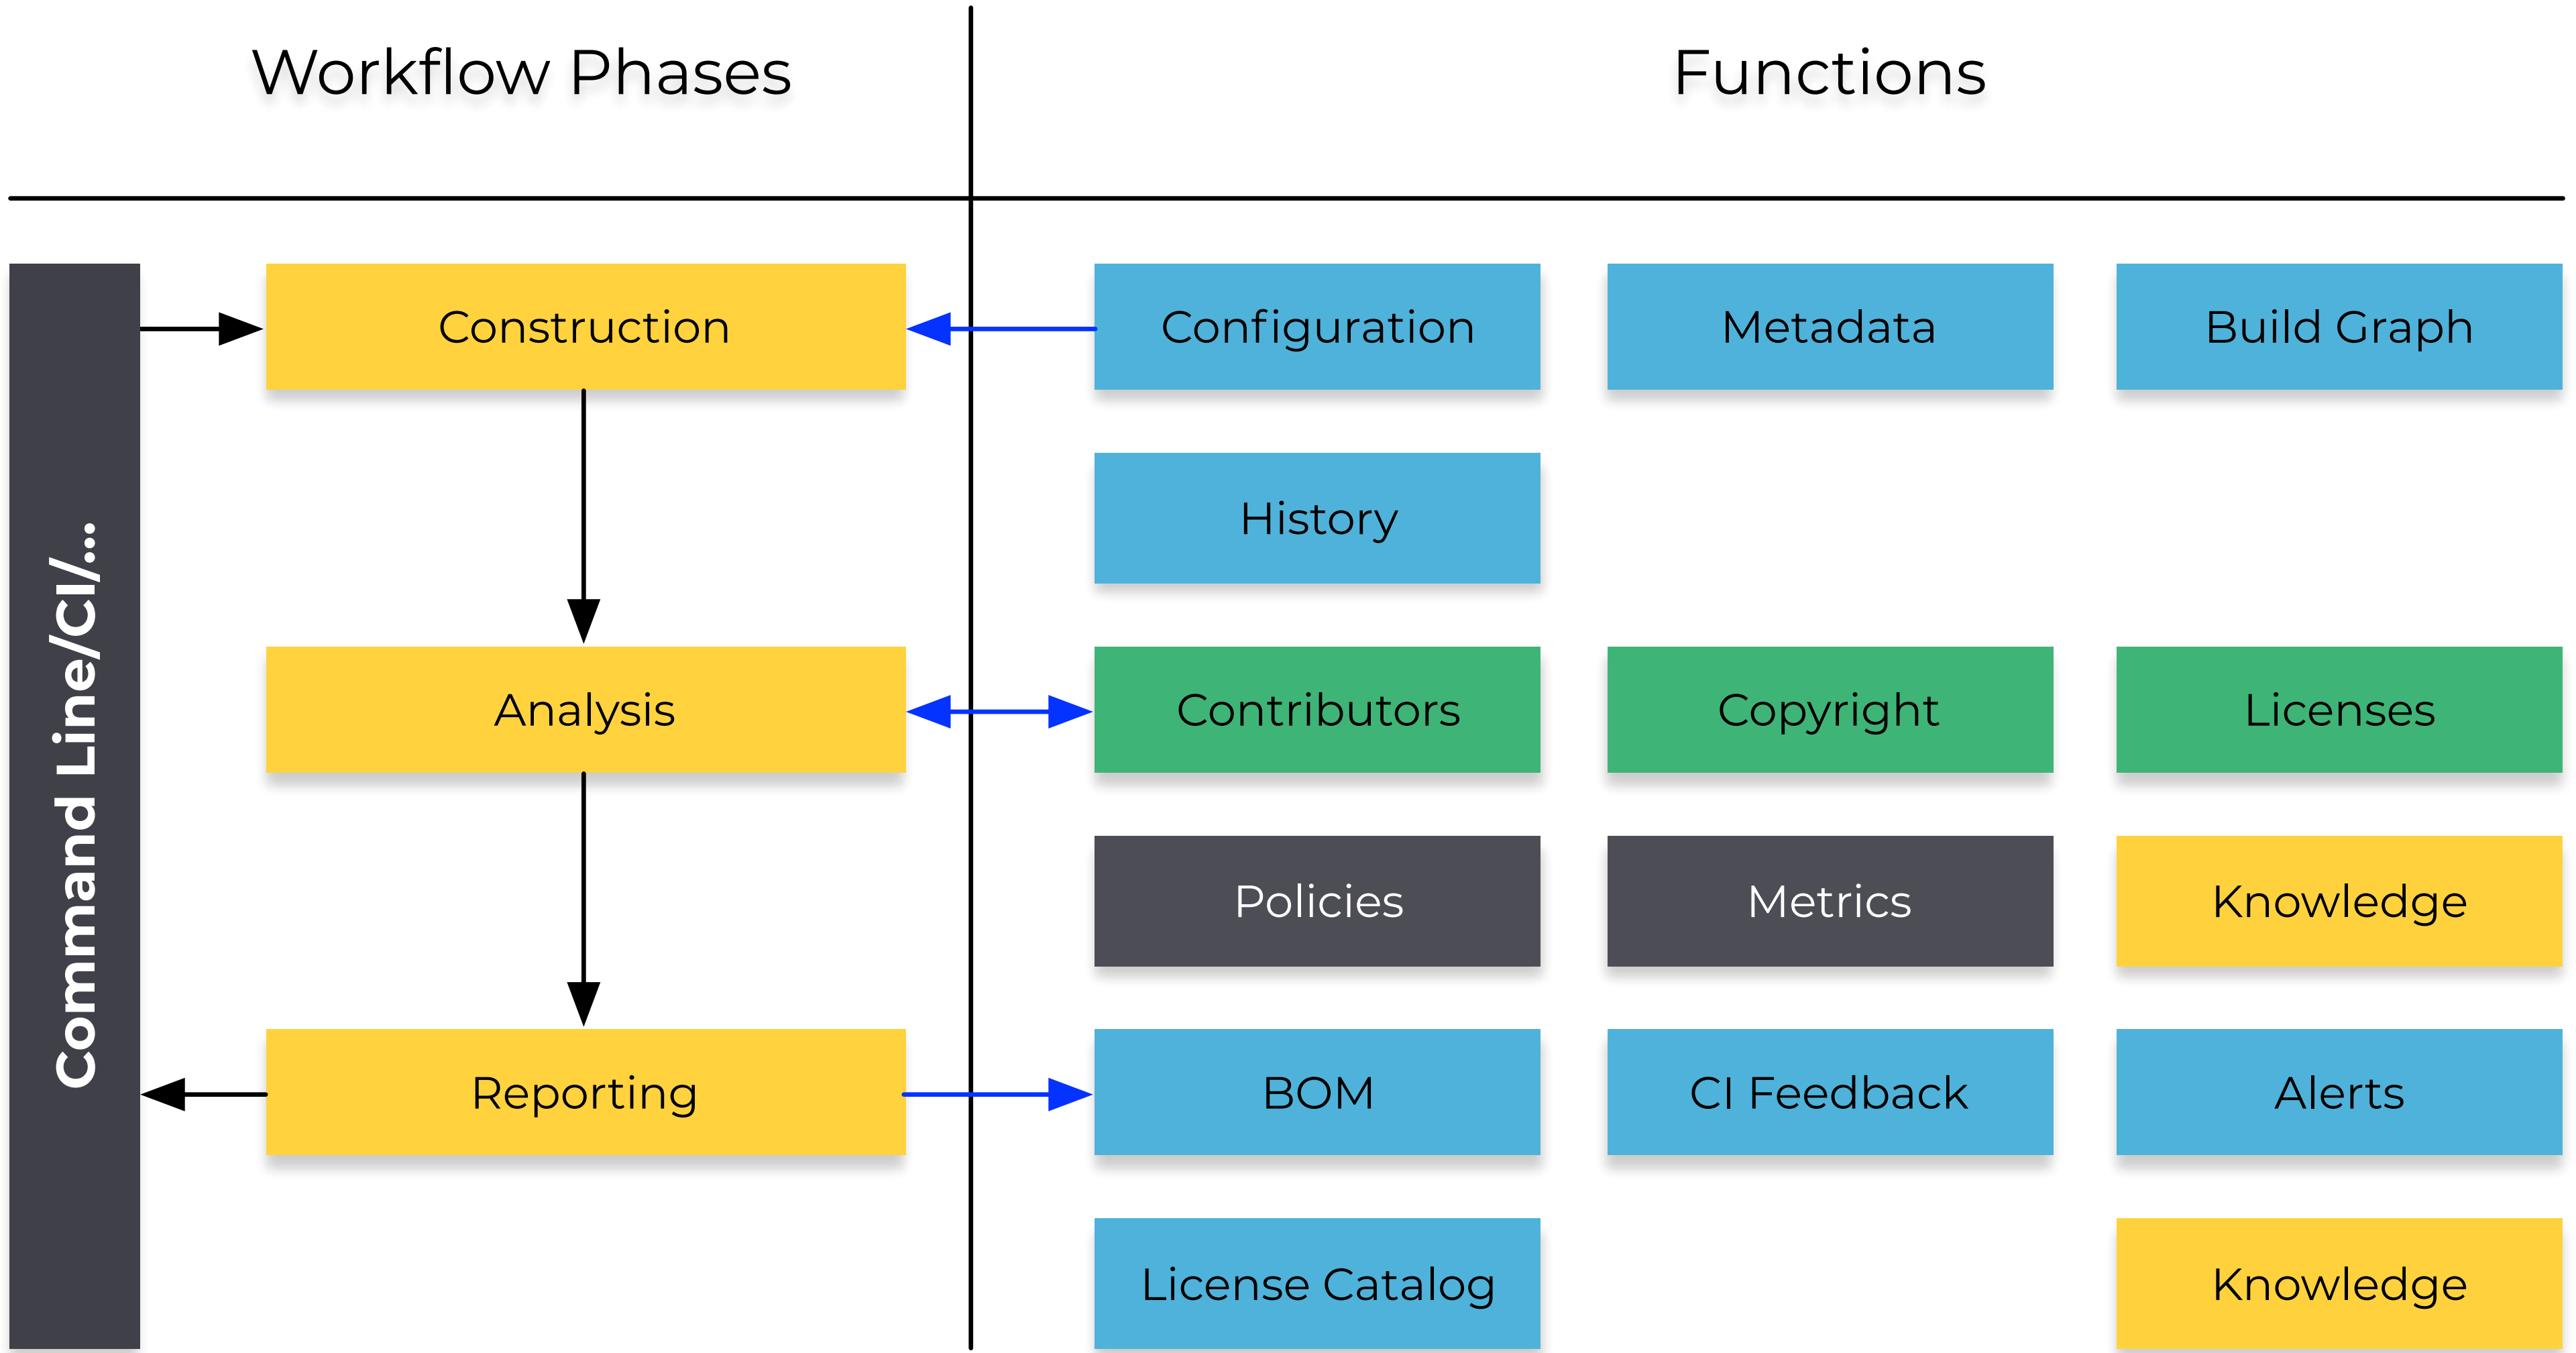 Workflow Phases
Functions
Command Line/CI/...
Construction
Configuration
Metadata
Build Graph
History
Analysis
Contributors
Copyright
Licenses
Policies
Metrics
Knowledge
Reporting
BOM
CI Feedback
Alerts
License Catalog
Knowledge